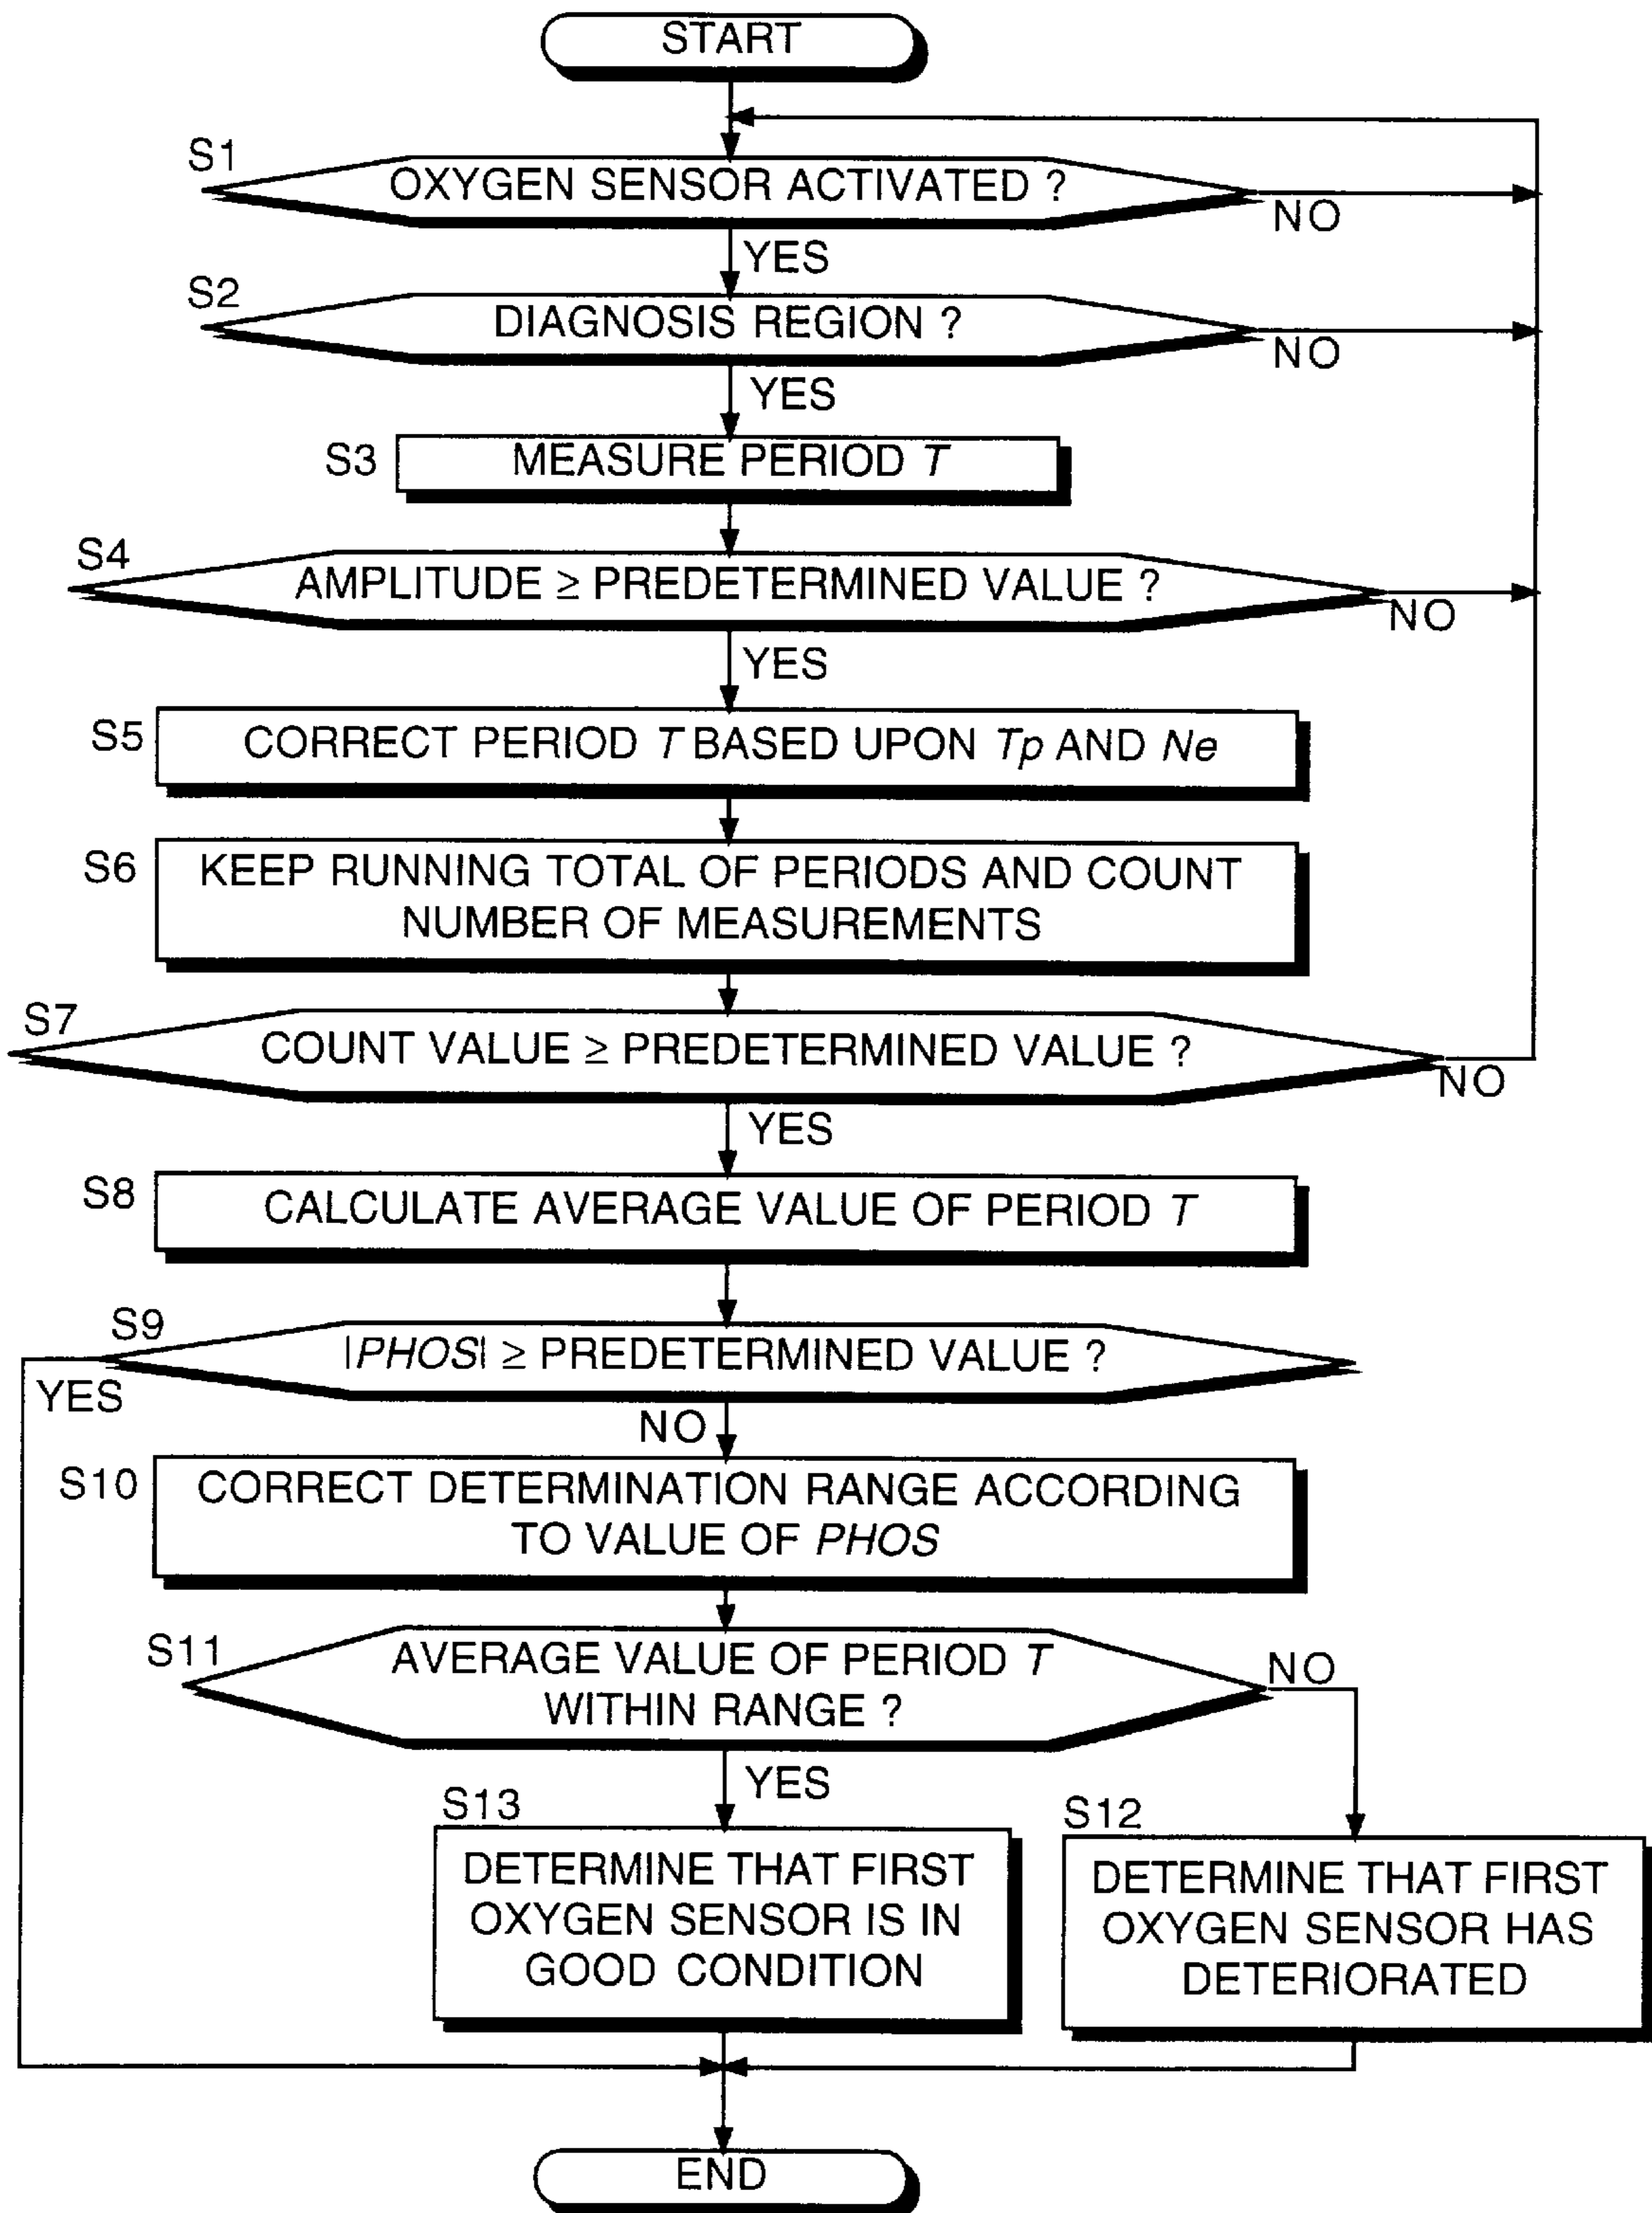 START
S1
OXYGEN SENSOR ACTIVATED ?
NO
YES
S2
DIAGNOSIS REGION ?
NO
YES
S3
MEASURE PERIOD T
S4
AMPLITUDE ≥ PREDETERMINED VALUE ?
NO
YES
S5
CORRECT PERIOD T BASED UPON Tp AND Ne
S6
KEEP RUNNING TOTAL OF PERIODS AND COUNT
NUMBER OF MEASUREMENTS
S7
COUNT VALUE ≥ PREDETERMINED VALUE ?
NO
YES
S8
CALCULATE AVERAGE VALUE OF PERIOD T
S9
|PHOS| ≥ PREDETERMINED VALUE ?
YES
NO
S10
CORRECT DETERMINATION RANGE ACCORDING
TO VALUE OF PHOS
S11
AVERAGE VALUE OF PERIOD T
WITHIN RANGE ?
NO
YES
S13
DETERMINE THAT FIRST
OXYGEN SENSOR IS IN
GOOD CONDITION
S12
DETERMINE THAT FIRST
OXYGEN SENSOR HAS
DETERIORATED
END